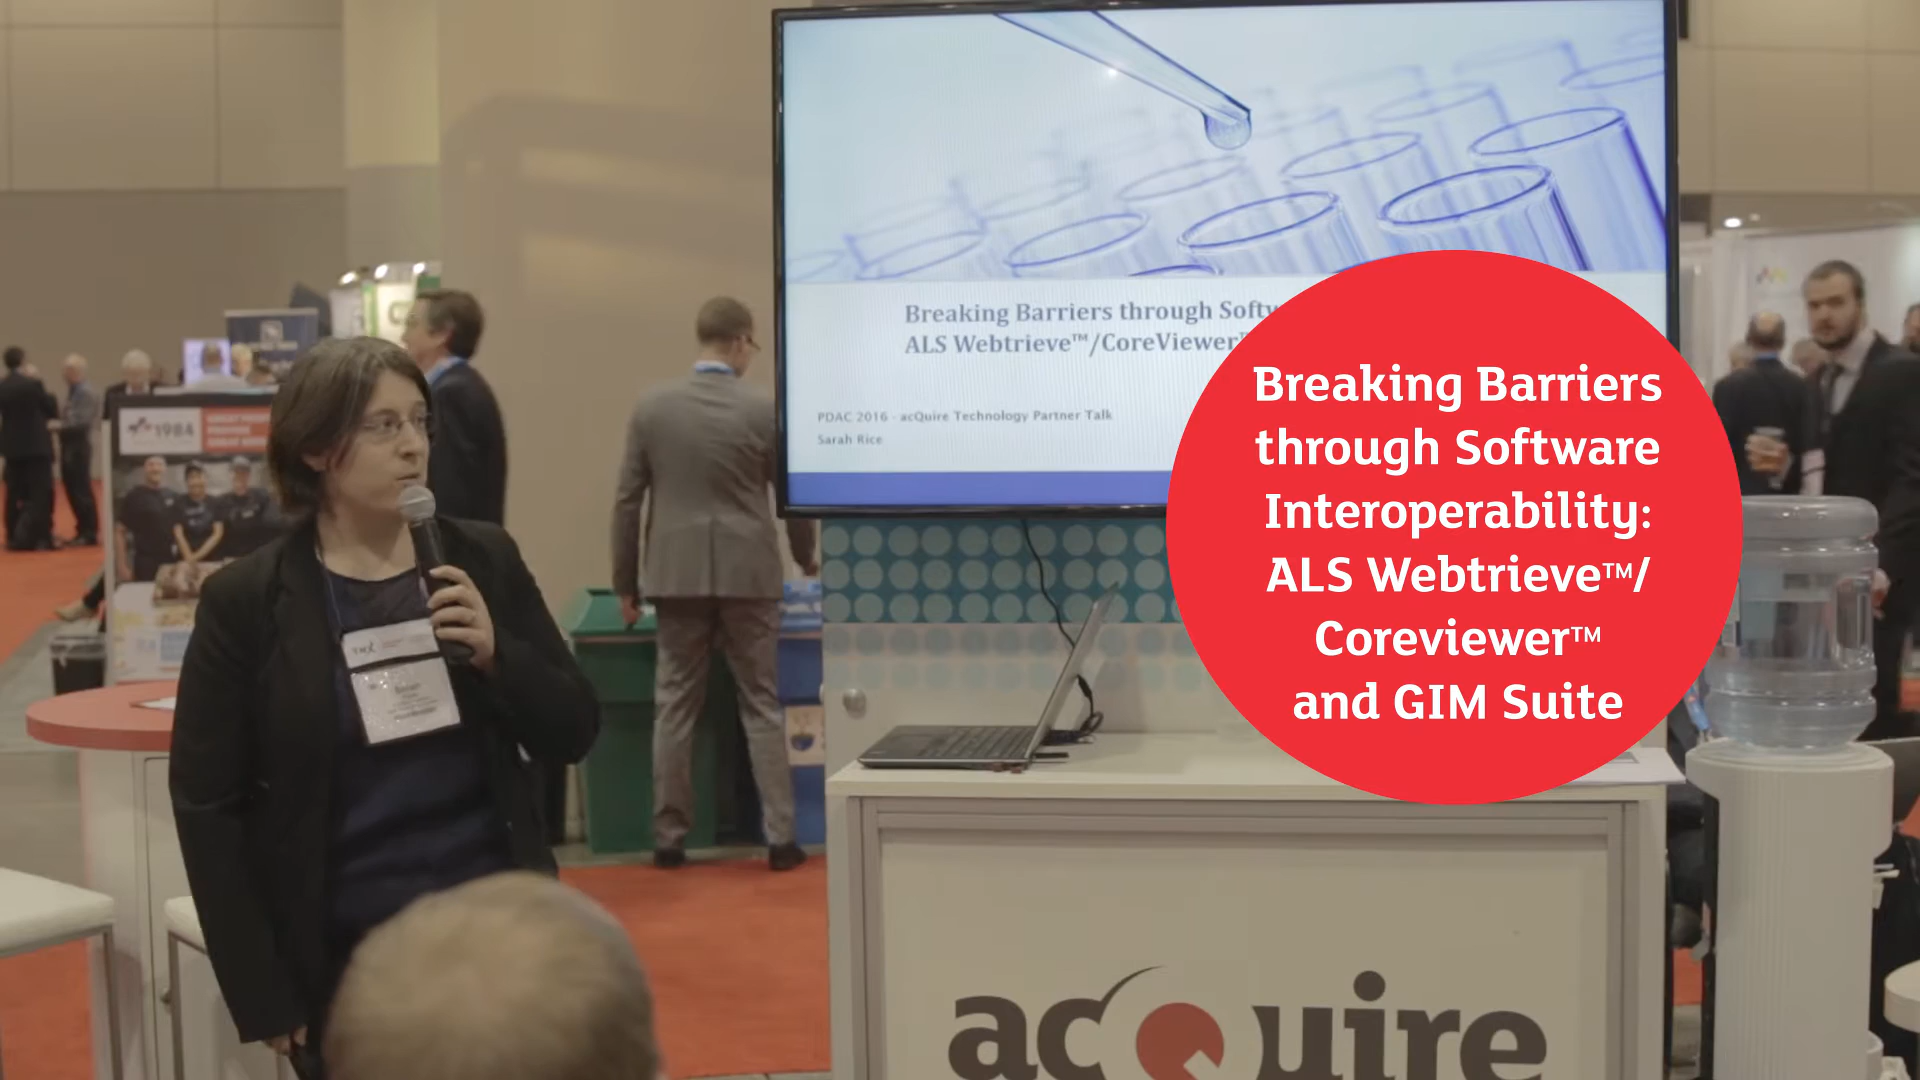 Breaking Barriers through Softw
ALS Webtrieve™/CoreViewer
PDAC 2016 - acQuire Technology Partner Talk
Sarah Rice
1984
Breaking Barriers
through Software
Interoperability:
ALS Webtrieve™/
Coreviewer™
and GIM Suite
acQuire